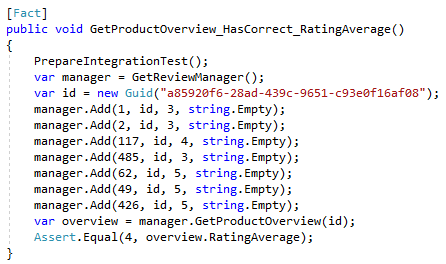 [Fact]
public void GetProductOverview_HasCorrect_RatingAverage()
{
    PrepareIntegrationTest();
    var manager = GetReviewManager();
    var id = new Guid("a85920f6-28ad-439c-9651-c93e0f16af08");
    manager.Add(1, id, 3, string.Empty);
    manager.Add(2, id, 3, string.Empty);
    manager.Add(117, id, 4, string.Empty);
    manager.Add(485, id, 3, string.Empty);
    manager.Add(62, id, 5, string.Empty);
    manager.Add(49, id, 5, string.Empty);
    manager.Add(426, id, 5, string.Empty);
    var overview = manager.GetProductOverview(id);
    Assert.Equal(4, overview.RatingAverage);
}